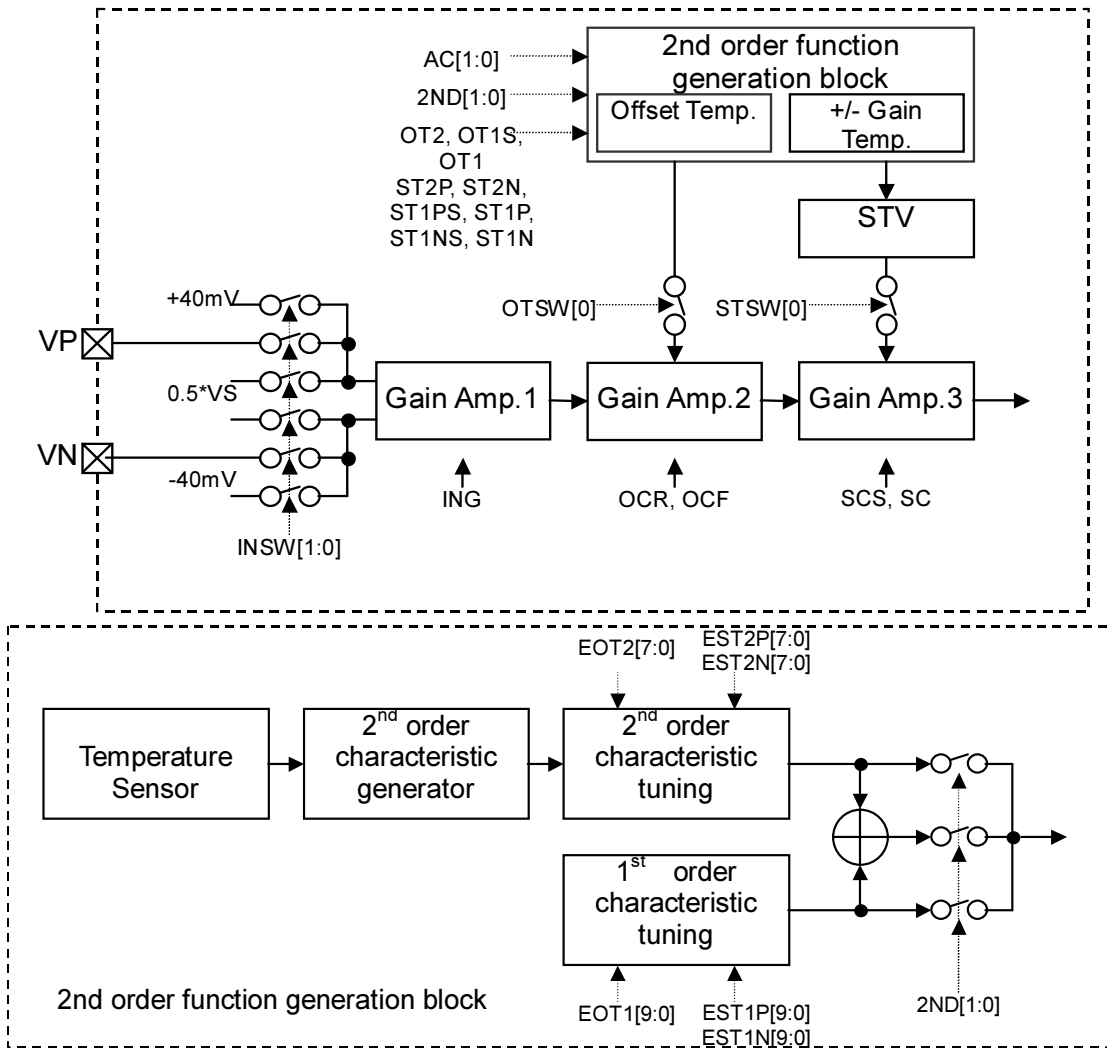 2nd order function
generation block
AC[1:0]
2ND[1:0]
Offset Temp.
+/- Gain
Temp.
OT2, OT1S,
OT1
ST2P, ST2N,
ST1PS, ST1P,
ST1NS, ST1N
STV
+40mV
OTSW[0]
STSW[0]
VP
0.5*VS
Gain Amp.1
Gain Amp.2
Gain Amp.3
VN
-40mV
ING
OCR, OCF
SCS, SC
INSW[1:0]
EOT2[7:0]
EST2P[7:0]
EST2N[7:0]
Temperature
Sensor
2nd order
characteristic
generator
2nd order
characteristic
tuning
1st order
characteristic
tuning
2nd order function generation block
EOT1[9:0]
EST1P[9:0]
EST1N[9:0]
2ND[1:0]